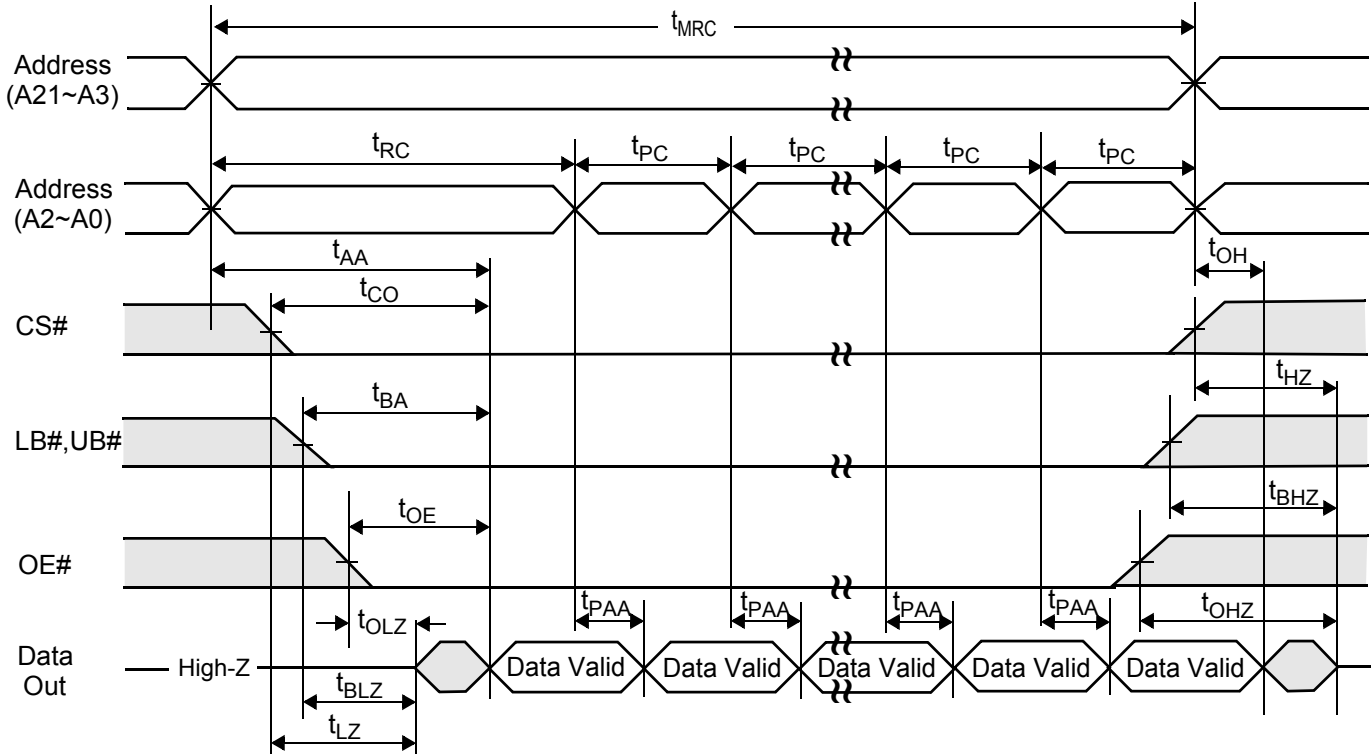 tMRC
Address
(A21~A3)
tRC
tPC
tPC
tPC
tPC
Address
(A2~A0)
tAA
tOH
tCO
CS#
tHZ
tBA
LB#,UB#
tBHZ
tOE
OE#
tOLZ
tPAA
tPAA
tPAA
tPAA
tOHZ
Data
Out
High-Z
Data Valid
Data Valid
Data Valid
Data Valid
Data Valid
tBLZ
tLZ